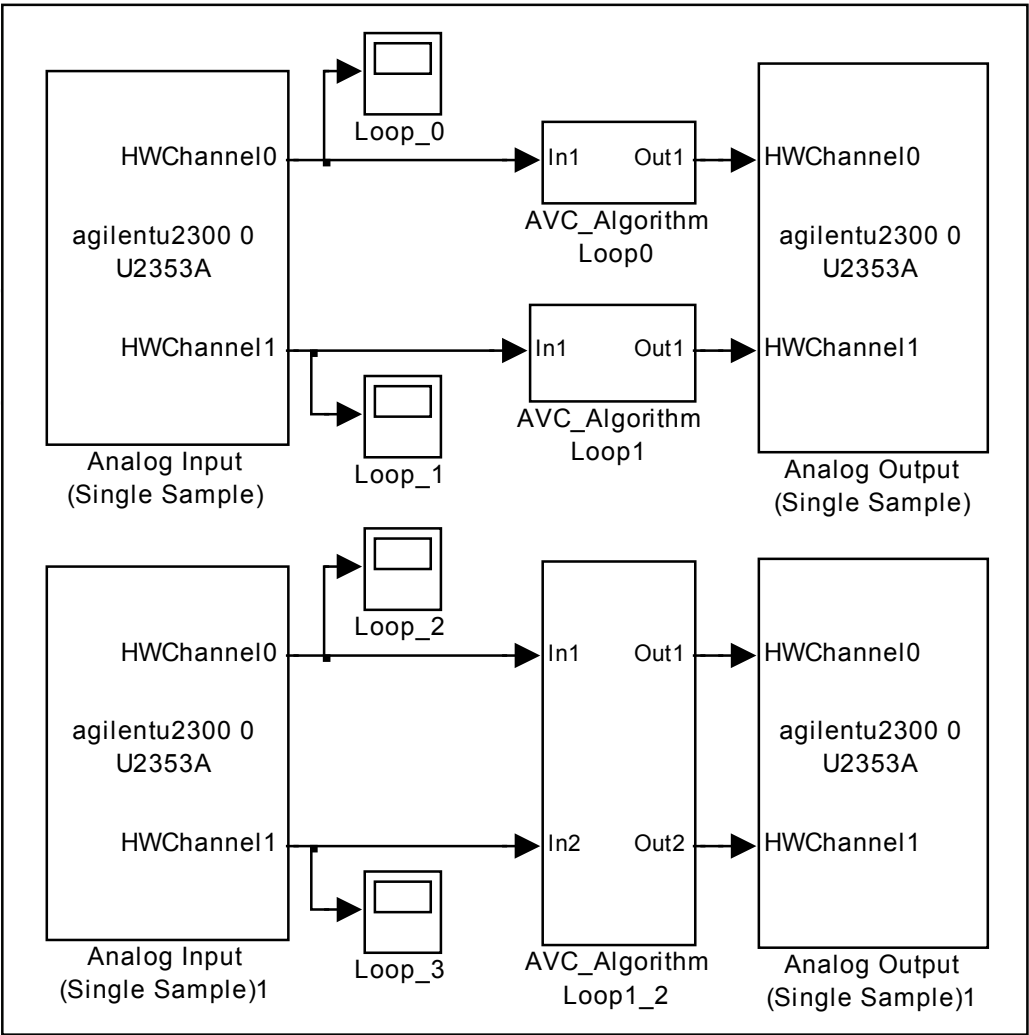 Loop_0
HWChannel0
In1
Out1
HWChannel0
agilentu2300 0
U2353A
AVC_Algorithm
Loop0
agilentu2300 0
U2353A
HWChannel1
In1
Out1
HWChannel1
Loop_1
AVC_Algorithm
Loop1
Analog Input
(Single Sample)
Analog Output
(Single Sample)
Loop_2
HWChannel0
In1
Out1
HWChannel0
agilentu2300 0
U2353A
agilentu2300 0
U2353A
HWChannel1
In2
Out2
HWChannel1
Loop_3
Analog Input
(Single Sample)1
AVC_Algorithm
Loop1_2
Analog Output
(Single Sample)1